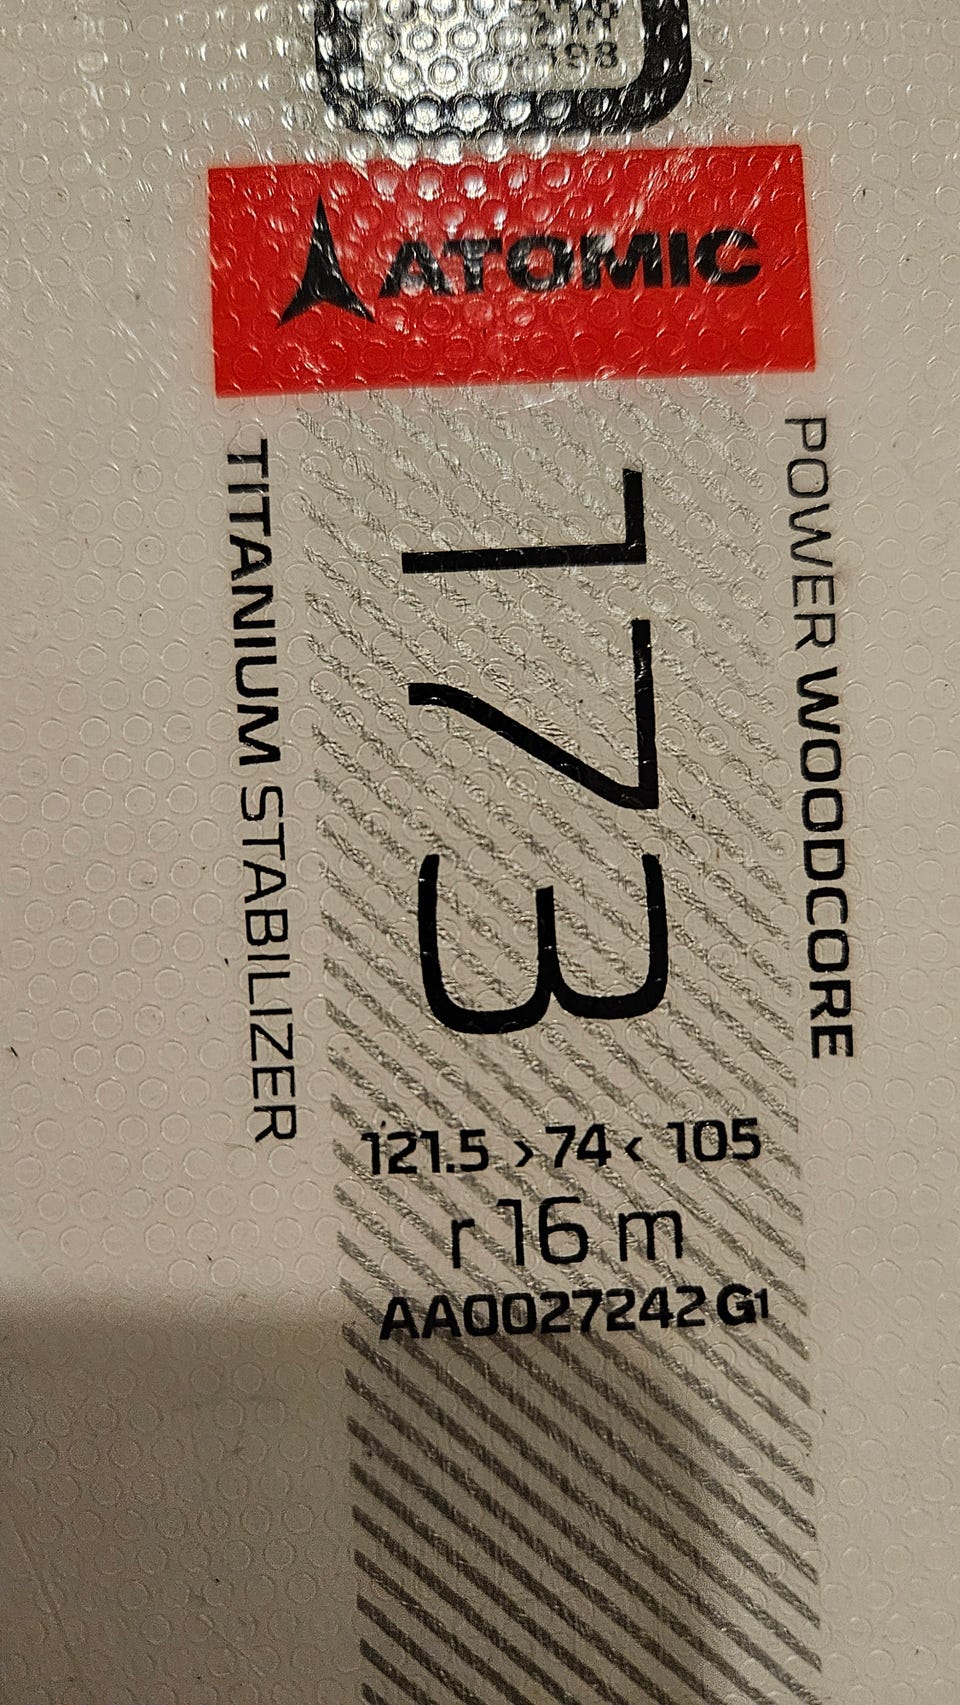 ATOMIC
POWER WOODCORE
173
TITANIUM STABILIZER
121.5 › 74 ‹ 105
r 16 m
AA0027242 G1